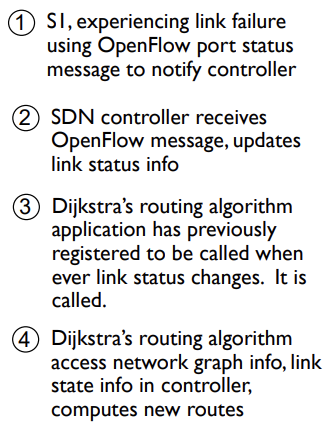 ① S1, experiencing link failure
using OpenFlow port status
message to notify controller
② SDN controller receives
OpenFlow message, updates
link status info
③ Dijkstra’s routing algorithm
application has previously
registered to be called when
ever link status changes.  It is
called.
④ Dijkstra’s routing algorithm
access network graph info, link
state info in controller,
computes new routes